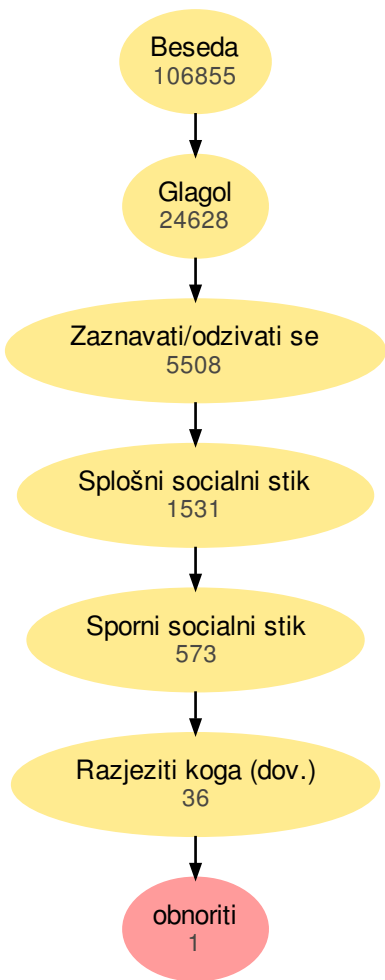 Beseda
106855
Glagol
24628
Zaznavati/odzivati se
5508
Splošni socialni stik
1531
Sporni socialni stik
573
Razjeziti koga (dov.)
36
obnoriti
1